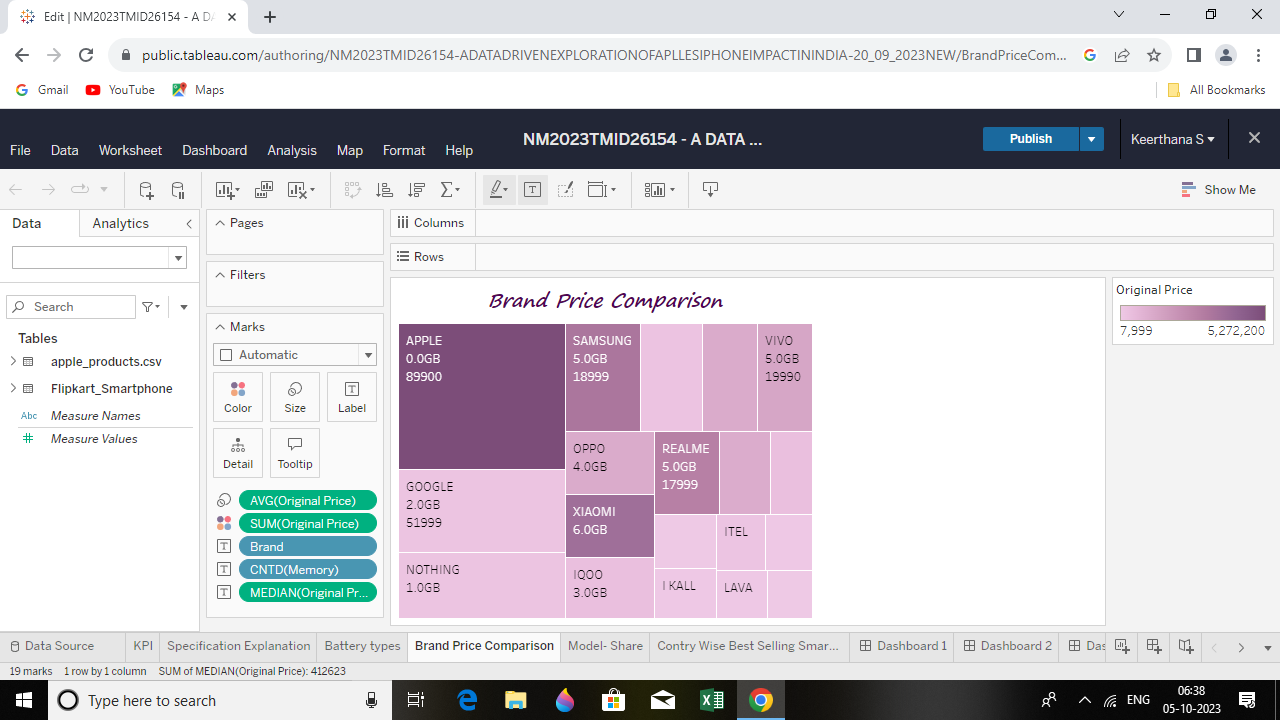 Edit | NM2023TMID26154 - A DA
public.tableau.com/authoring/NM2023TMID26154-ADATADRIVENEXPLORATIONOFAPLLESIPHONEIMPACTININDIA-20_09_2023NEW/BrandPriceCom...
Gmail YouTube Maps All Bookmarks
NM2023TMID26154 - A DATA ... Publish Keerthana S
File Data Worksheet Dashboard Analysis Map Format Help
Show Me
Data Analytics
Pages
Columns
Rows
Filters
Search
Tables
apple_products.csv
Flipkart_Smartphone
Abc Measure Names
Measure Values
Marks
Automatic
Color Size Label
Detail Tooltip
AVG(Original Price)
SUM(Original Price)
Brand
CNTD(Memory)
MEDIAN(Original Pr...
Brand Price Comparison
APPLE
0.0GB
89900
SAMSUNG
5.0GB
18999
VIVO
5.0GB
19990
OPPO
4.0GB
REALME
5.0GB
17999
GOOGLE
2.0GB
51999
XIAOMI
6.0GB
ITEL
NOTHING
1.0GB
IQOO
3.0GB
I KALL
LAVA
Original Price
7,999 5,272,200
Data Source KPI Specification Explanation Battery types Brand Price Comparison Model- Share Contry Wise Best Selling Smar... Dashboard 1 Dashboard 2 Das
19 marks 1 row by 1 column SUM of MEDIAN(Original Price): 412623
Type here to search
ENG
06:38
05-10-2023